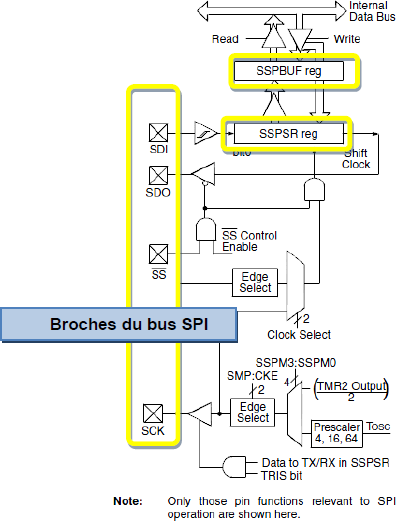 Internal
Data Bus
Read
Write
SSPBUF reg
SSPSR reg
SDI
bit0
Shift
Clock
SDO
SS Control
Enable
SS
Edge
Select
Broches du bus SPI
2
Clock Select
SSPM3:SSPM0
SMP:CKE
4
2
(TMR2 Output)
2
Edge
Select
Prescaler
4, 16, 64
Tosc
SCK
Data to TX/RX in SSPSR
TRIS bit
Note: Only those pin functions relevant to SPI
operation are shown here.